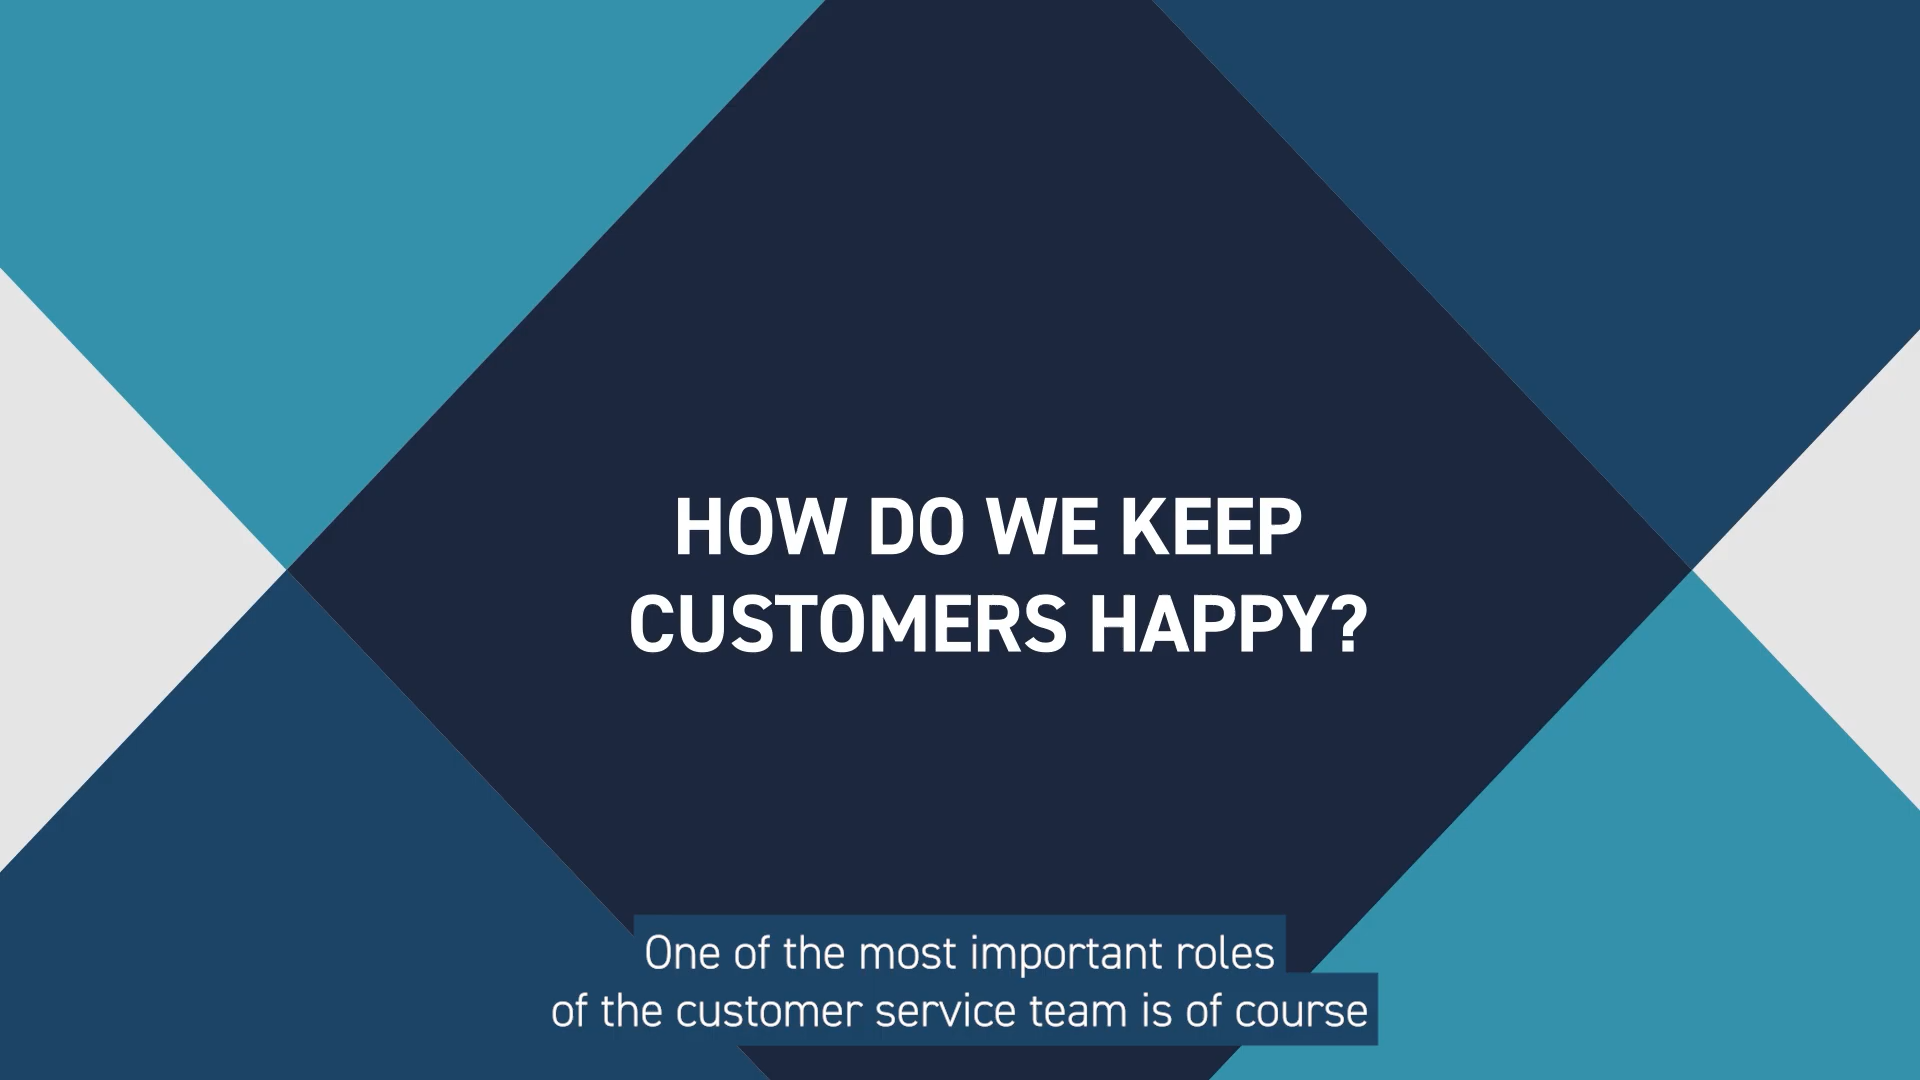 HOW DO WE KEEP
CUSTOMERS HAPPY?
One of the most important roles
of the customer service team is of course